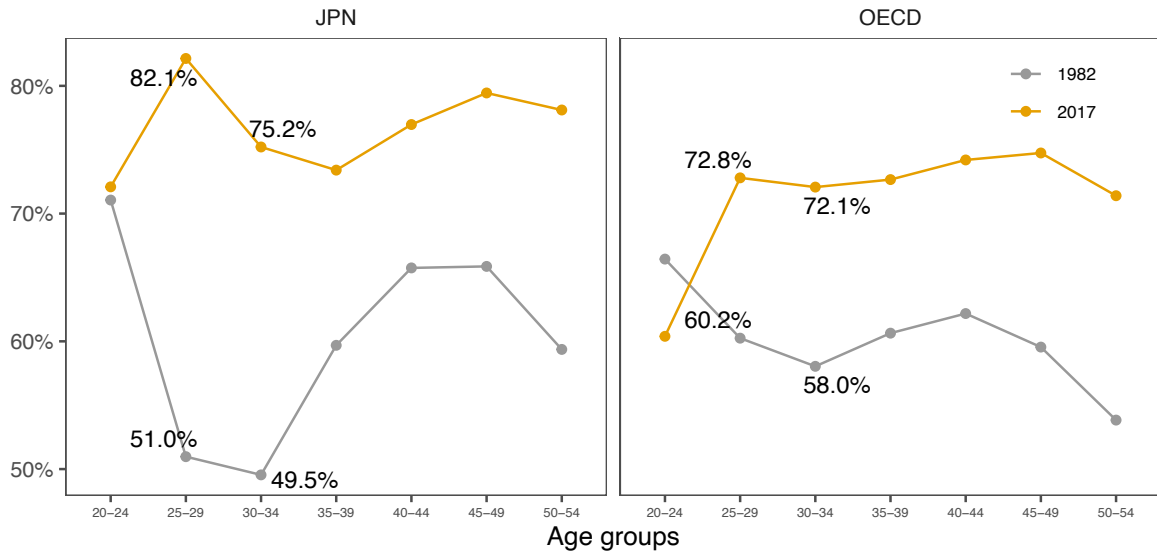 JPN
OECD
80%
70%
60%
50%
82.1%
75.2%
51.0%
49.5%
1982
2017
72.8%
72.1%
60.2%
58.0%
20–24 25–29 30–34 35–39 40–44 45–49 50–54
20–24 25–29 30–34 35–39 40–44 45–49 50–54
Age groups